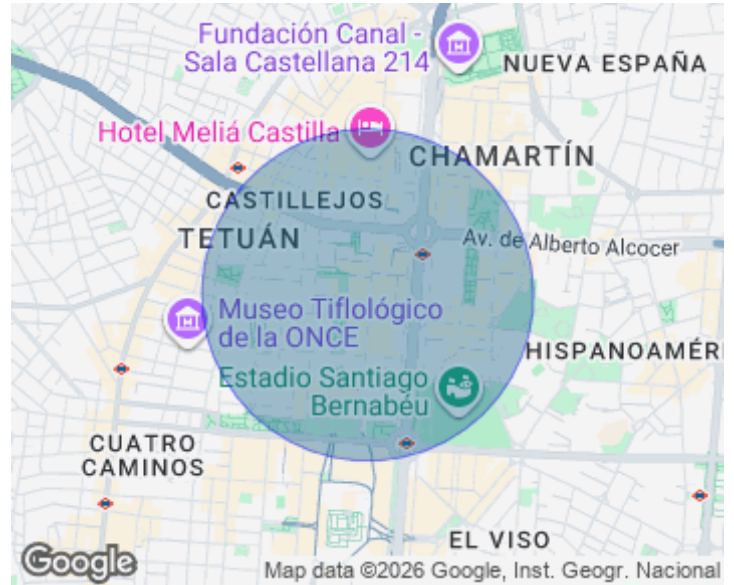 Fundación Canal -
Sala Castellana 214
NUEVA ESPAÑA
Hotel Meliá Castilla
CHAMARTÍN
CASTILLEJOS
TETUÁN
Av. de Alberto Alcocer
Museo Tiflológico
de la ONCE
HISPANOAMÉR
Estadio Santiago
Bernabéu
CUATRO
CAMINOS
EL VISO
Google
Map data ©2026 Google, Inst. Geogr. Nacional